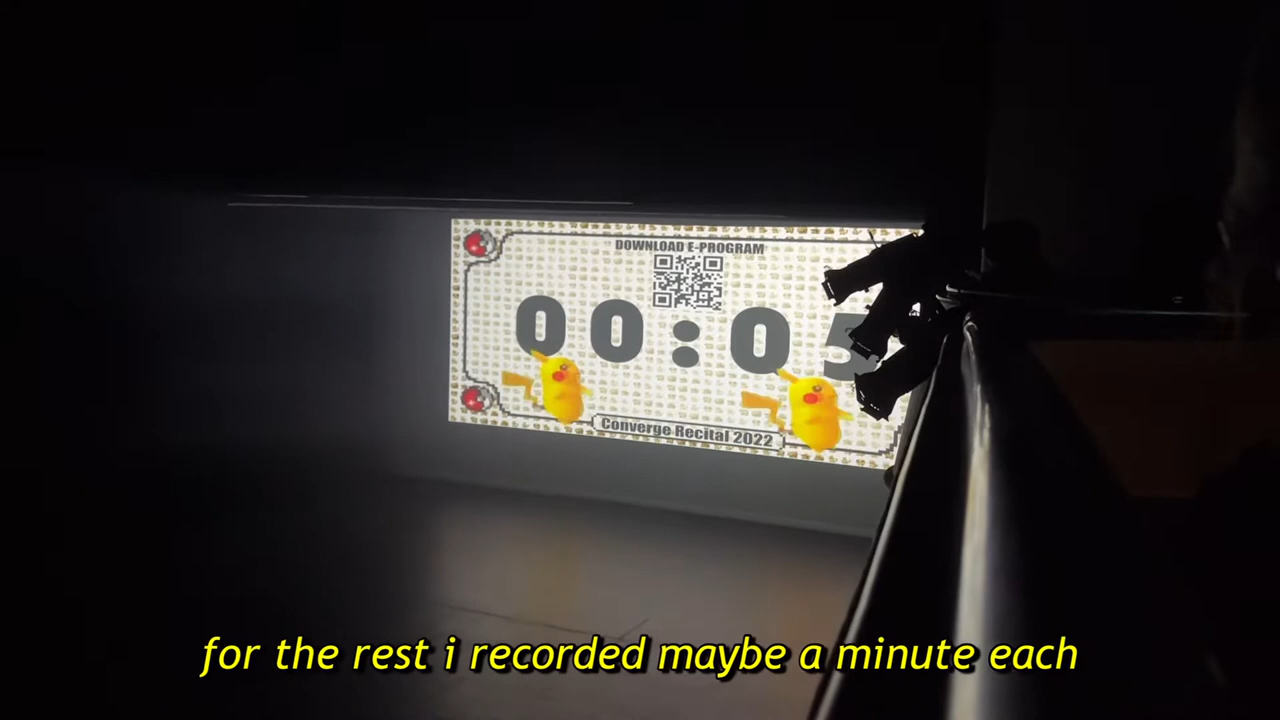 DOWNLOAD E-PROGRAM
00:05
Converge Recital 2022
for the rest i recorded maybe a minute each